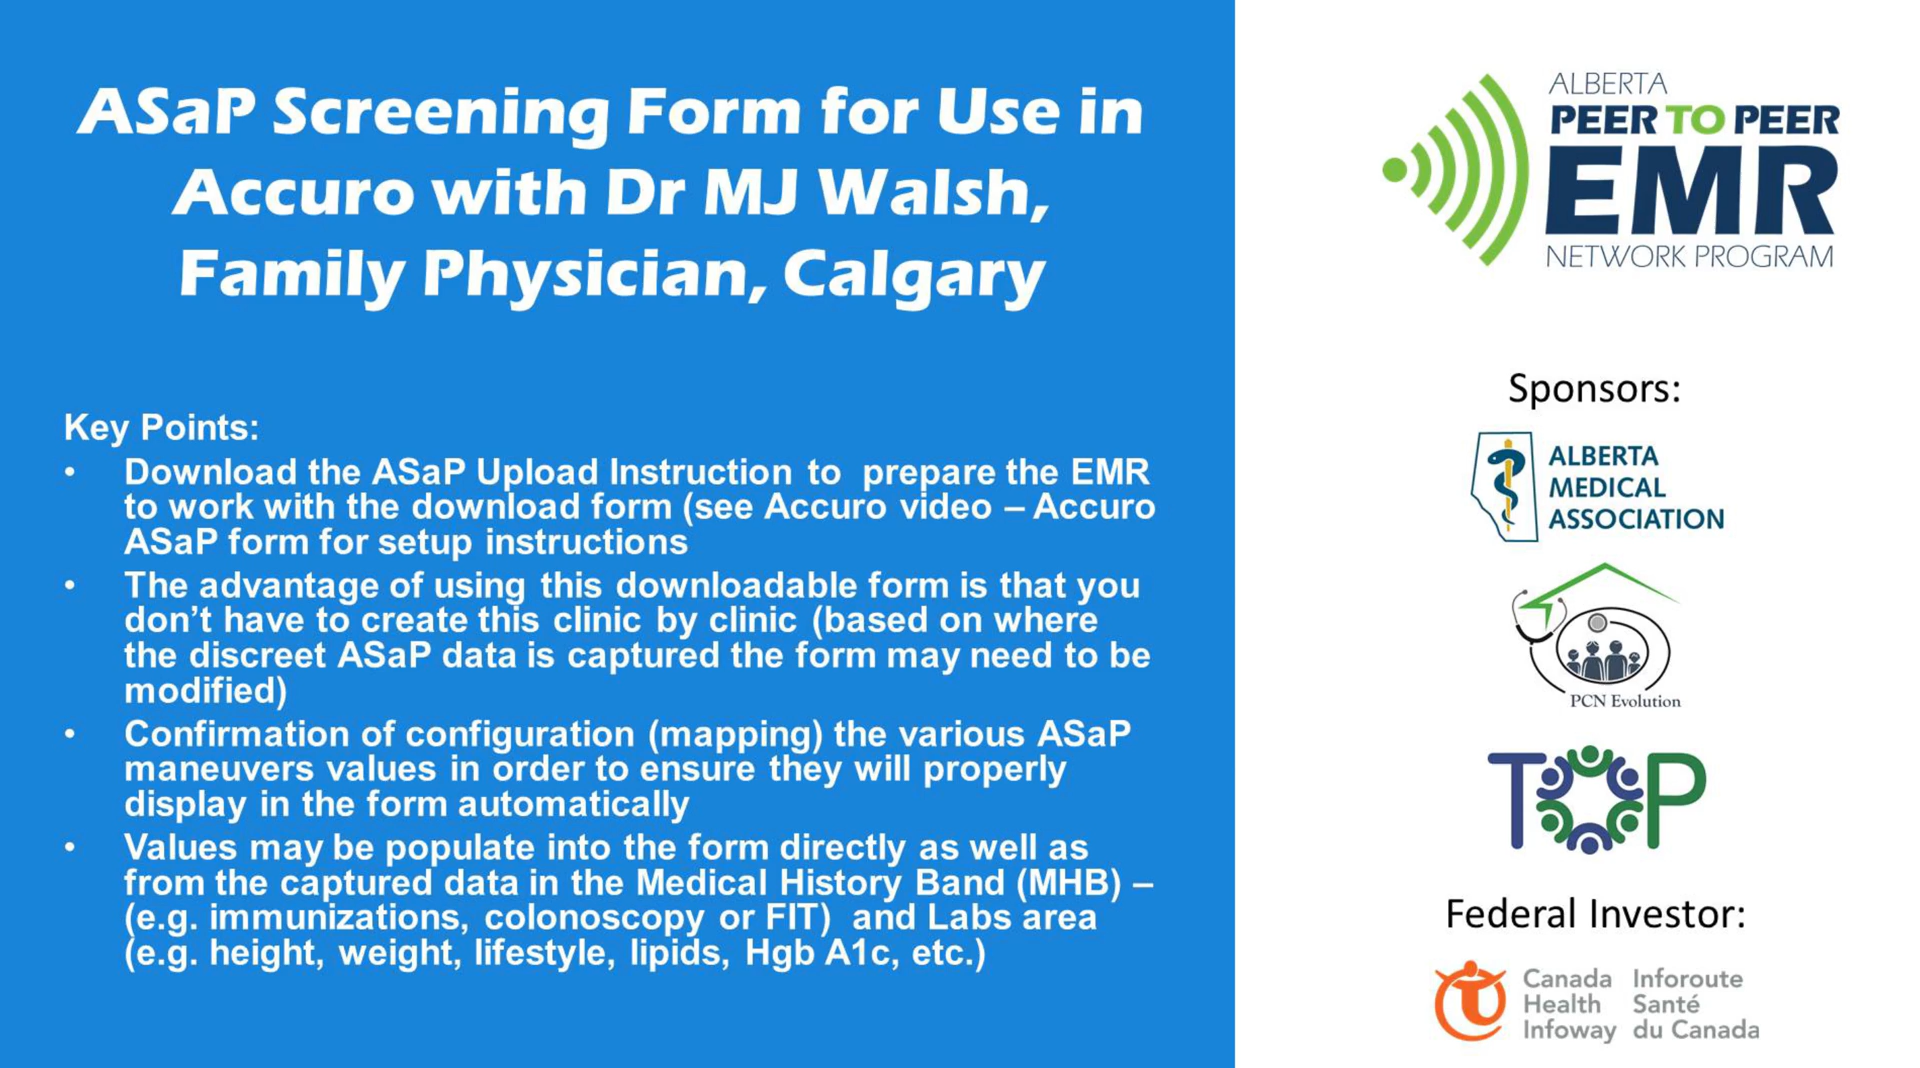 ASaP Screening Form for Use in
Accuro with Dr MJ Walsh,
Family Physician, Calgary
Key Points:
• Download the ASaP Upload Instruction to prepare the EMR
to work with the download form (see Accuro video – Accuro
ASaP form for setup instructions
• The advantage of using this downloadable form is that you
don’t have to create this clinic by clinic (based on where
the discreet ASaP data is captured the form may need to be
modified)
• Confirmation of configuration (mapping) the various ASaP
maneuvers values in order to ensure they will properly
display in the form automatically
• Values may be populate into the form directly as well as
from the captured data in the Medical History Band (MHB) –
(e.g. immunizations, colonoscopy or FIT) and Labs area
(e.g. height, weight, lifestyle, lipids, Hgb A1c, etc.)
ALBERTA
PEER TO PEER
EMR
NETWORK PROGRAM
Sponsors:
ALBERTA
MEDICAL
ASSOCIATION
PCN Evolution
TOP
Federal Investor:
Canada Inforoute
Health Santé
Infoway du Canada